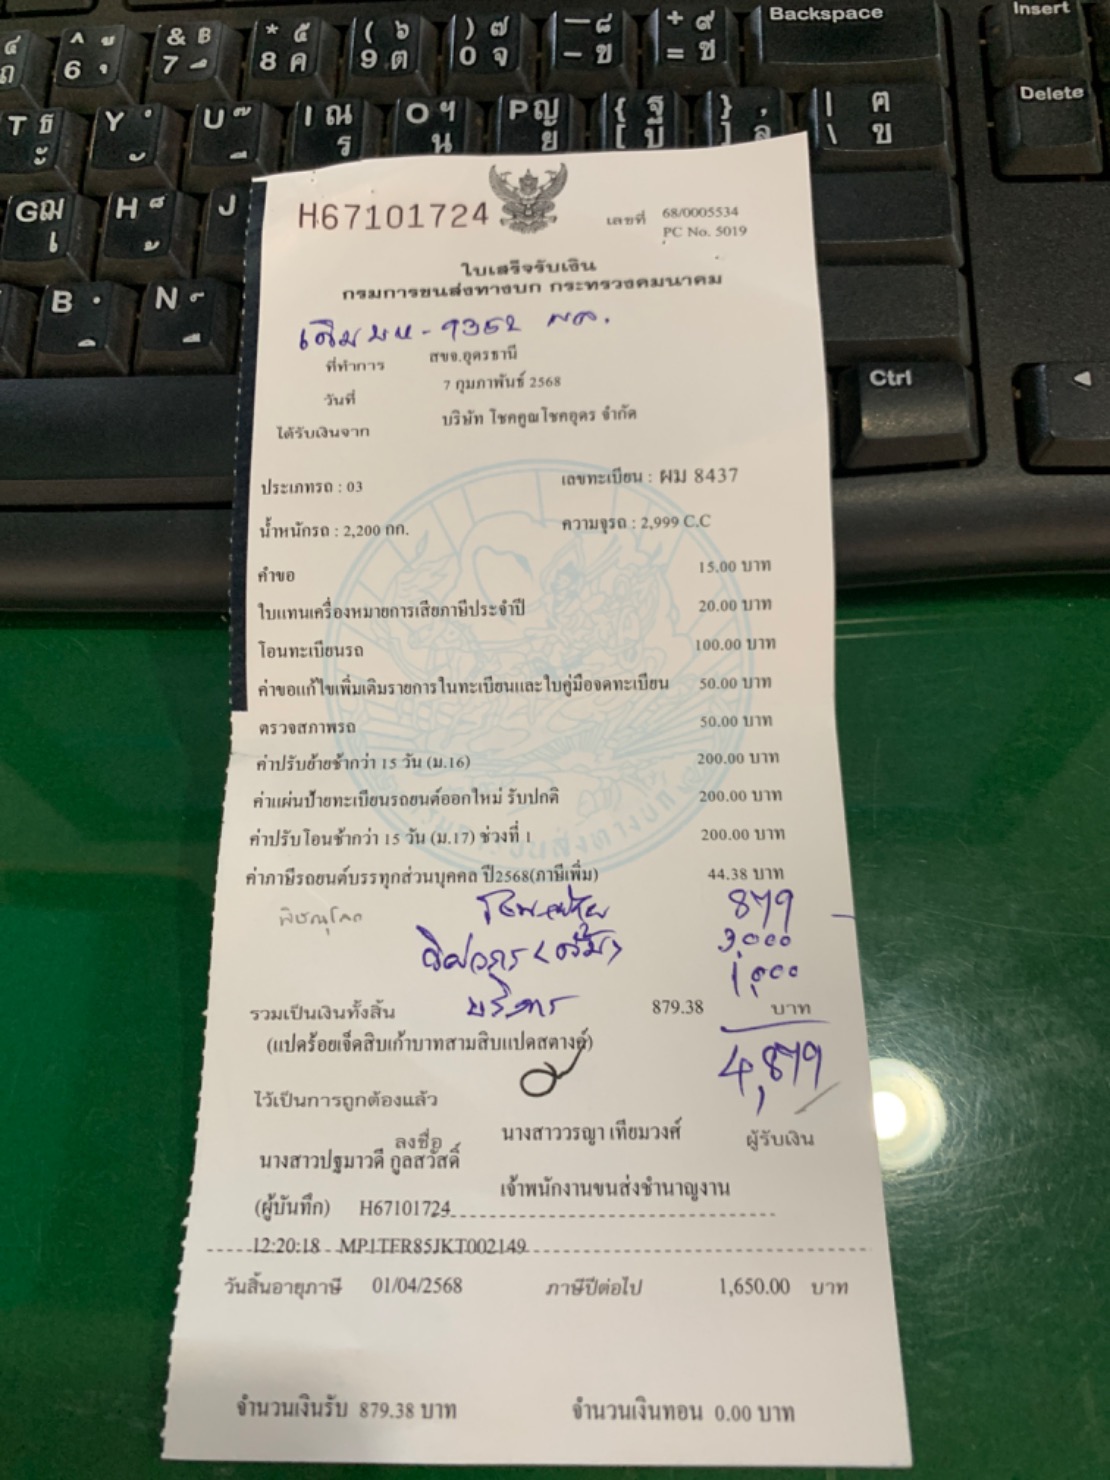 Backspace
Insert
Delete
Ctrl
H67101724
เลขที่ 68/0005534
PC No. 5019
ใบเสร็จรับเงิน
กรมการขนส่งทางบก กระทรวงคมนาคม
เดิม บห-9352 พล.
ที่ทำการ สขจ.อุดรธานี
วันที่ 7 กุมภาพันธ์ 2568
ได้รับเงินจาก บริษัท โชคคูณโชคอุดร จำกัด
ประเภทรถ : 03 เลขทะเบียน : ผม 8437
น้ำหนักรถ : 2,200 กก. ความจุรถ : 2,999 C.C
คำขอ 15.00 บาท
ใบแทนเครื่องหมายการเสียภาษีประจำปี 20.00 บาท
โอนทะเบียนรถ 100.00 บาท
ค่าขอแก้ไขเพิ่มเติมรายการในทะเบียนและใบคู่มือจดทะเบียน 50.00 บาท
ตรวจสภาพรถ 50.00 บาท
ค่าปรับย้ายช้ากว่า 15 วัน (ม.16) 200.00 บาท
ค่าแผ่นป้ายทะเบียนรถยนต์ออกใหม่ รับปกติ 200.00 บาท
ค่าปรับโอนช้ากว่า 15 วัน (ม.17) ช่วงที่ 1 200.00 บาท
ค่าภาษีรถยนต์บรรทุกส่วนบุคคล ปี2568(ภาษีเพิ่ม) 44.38 บาท
พิษณุโลก 879
3,000
1,000
บริการ
รวมเป็นเงินทั้งสิ้น 879.38 บาท
(แปดร้อยเจ็ดสิบเก้าบาทสามสิบแปดสตางค์)
4,879
ไว้เป็นการถูกต้องแล้ว
ลงชื่อ นางสาววรญา เทียมวงศ์ ผู้รับเงิน
นางสาวปฐมาวดี กูลสวัสดิ์
เจ้าพนักงานขนส่งชำนาญงาน
(ผู้บันทึก) H67101724
12:20:18 MP1TFR85JKT002149
วันสิ้นอายุภาษี 01/04/2568 ภาษีปีต่อไป 1,650.00 บาท
จำนวนเงินรับ 879.38 บาท จำนวนเงินทอน 0.00 บาท